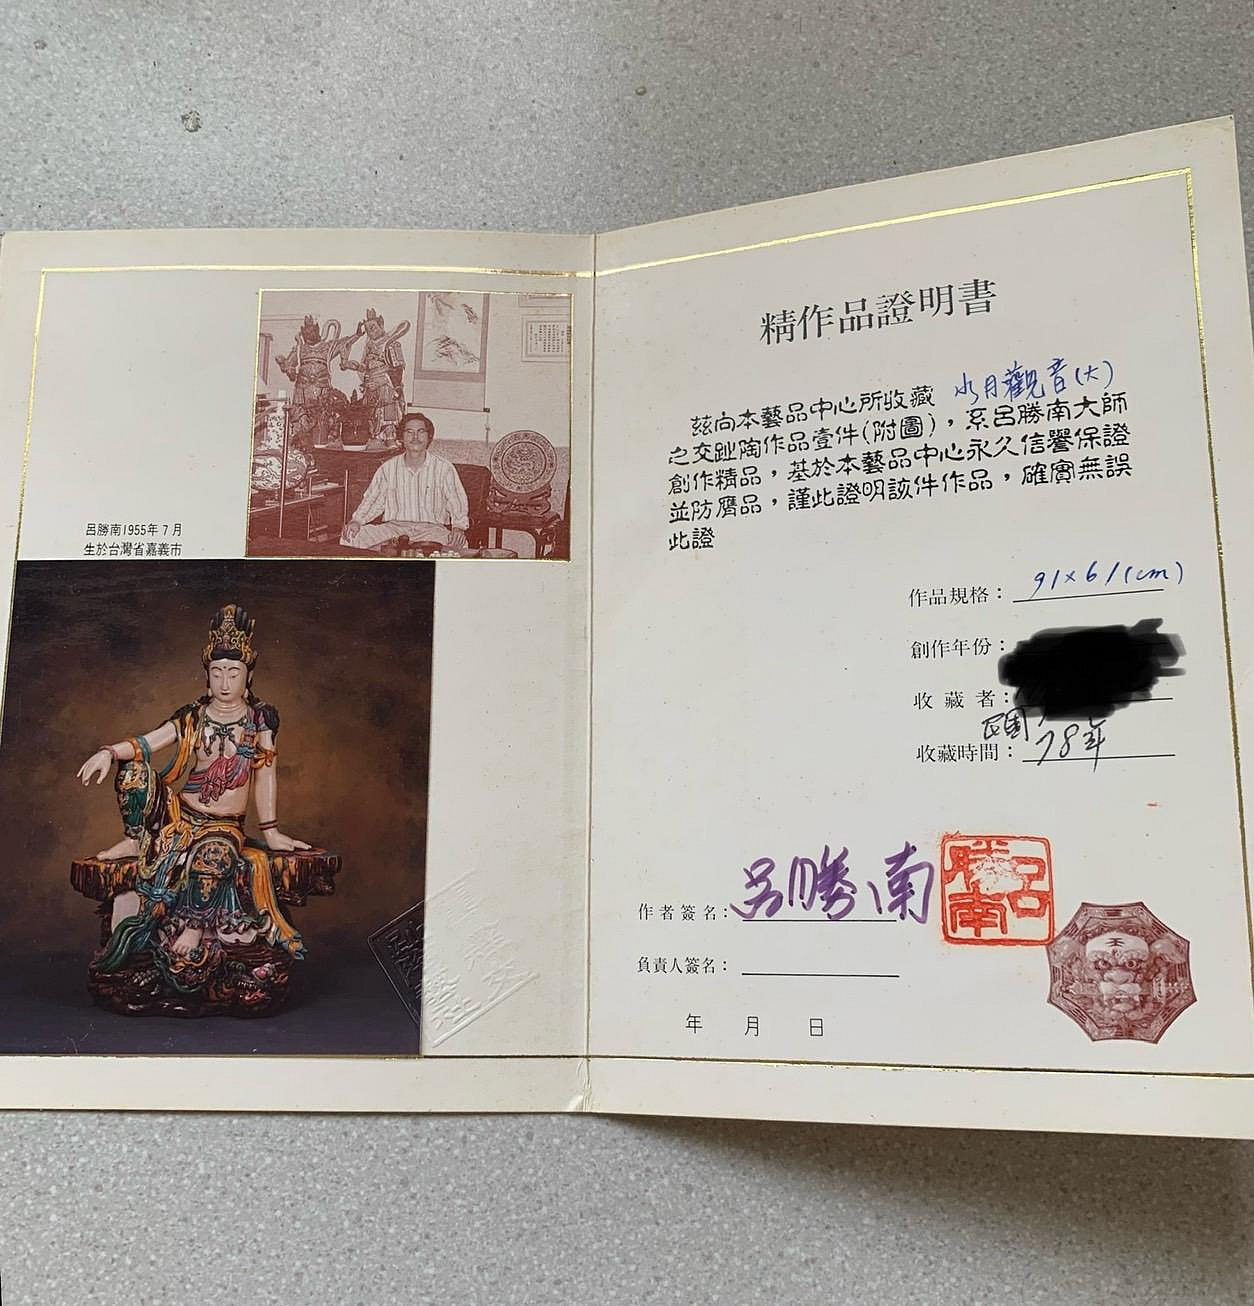 呂勝南1955年7月
生於台灣省嘉義市
精作品證明書
茲向本藝品中心所收藏 水月觀音(大)
之交趾陶作品壹件(附圖)，系呂勝南大師
創作精品，基於本藝品中心永久信譽保證
並防贋品，謹此證明該件作品，確實無誤
此證
作品規格：91×61(cm)
創作年份：
收藏者：
收藏時間：民國78年
作者簽名：呂勝南
呂勝南
負責人簽名：
年 月 日